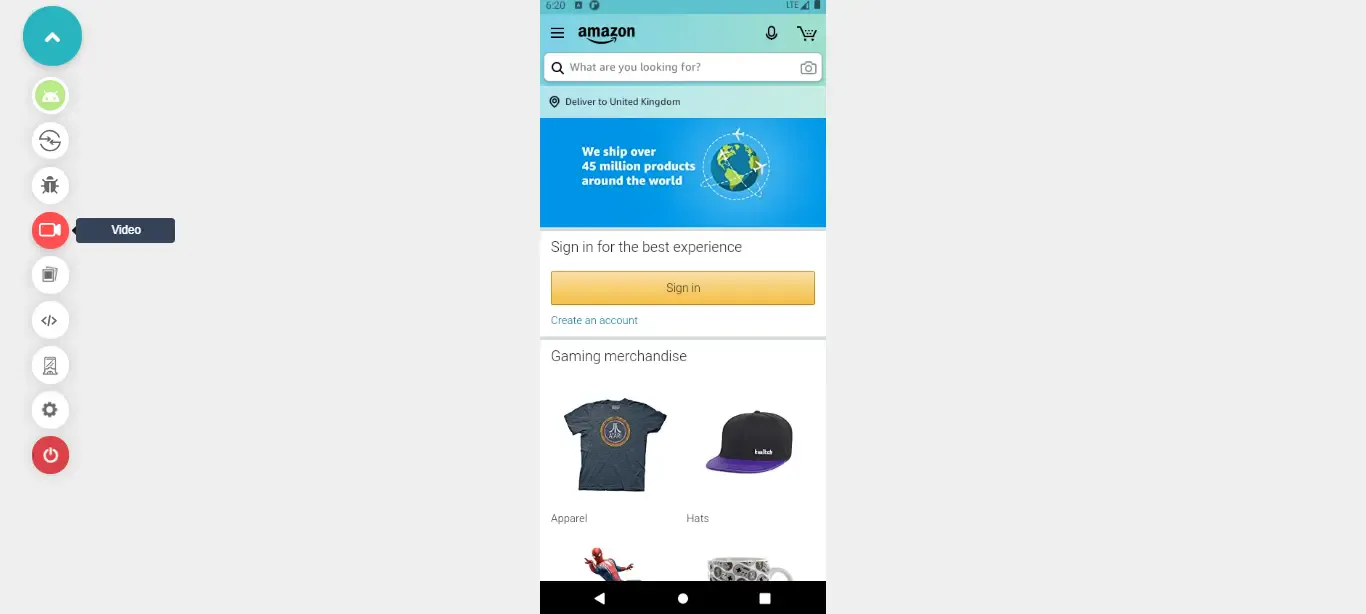 6:20
LTE
amazon
What are you looking for?
Deliver to United Kingdom
We ship over
45 million products
around the world
Video
Sign in for the best experience
Sign in
Create an account
Gaming merchandise
ATARI
twitch
Apparel
Hats